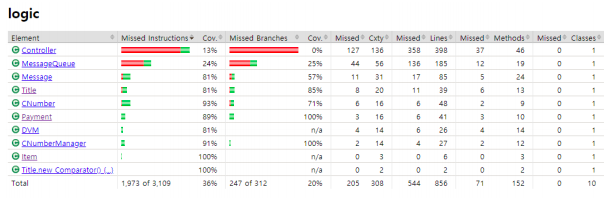 logic
Element Missed Instructions Cov. Missed Branches Cov. Missed Cxty Missed Lines Missed Methods Missed Classes
Controller 13% 0% 127 136 358 398 37 46 0 1
MessageQueue 43% 25% 44 56 136 185 12 19 0 1
Message 81% 57% 11 31 17 85 5 24 0 1
Title 81% 85% 8 20 11 39 6 13 0 1
CNumber 93% 71% 6 16 6 48 2 9 0 1
Payment 89% 100% 3 16 6 41 3 10 0 1
DVM 81% n/a 4 14 6 26 4 14 0 1
CNumberManager 91% 100% 2 14 4 27 2 12 0 1
Item 100% n/a 0 3 0 6 0 3 0 1
Title.new Comparator() {...} 100% n/a 0 2 0 2 0 2 0 1
Total 1,973 of 3,109 36% 247 of 312 20% 205 308 544 856 71 152 0 10